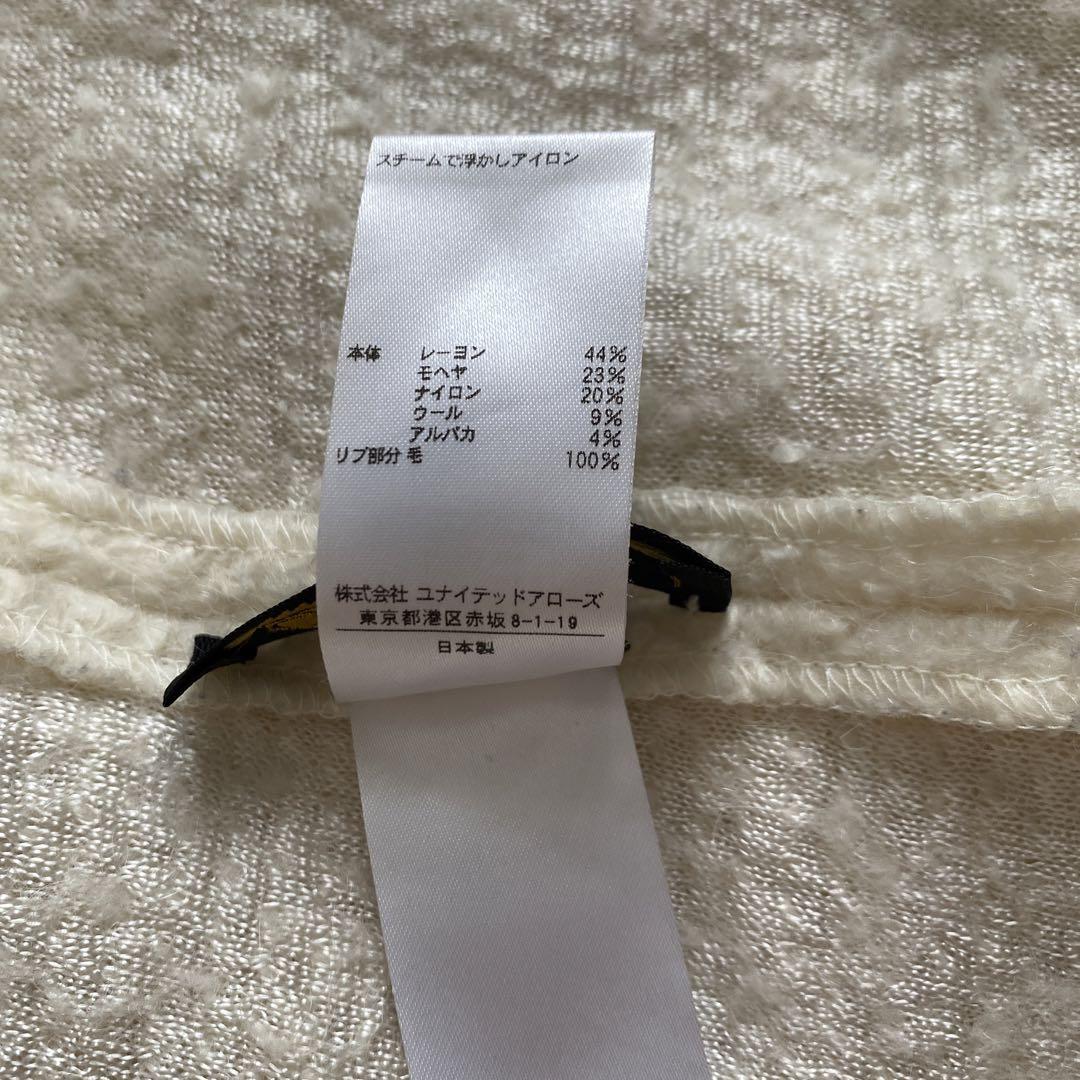 スチームで浮かしアイロン
本体 レーヨン 44%
モヘヤ 23%
ナイロン 20%
ウール 9%
アルパカ 4%
リブ部分 毛 100%
株式会社 ユナイテッドアローズ
東京都港区赤坂8-1-19
日本製